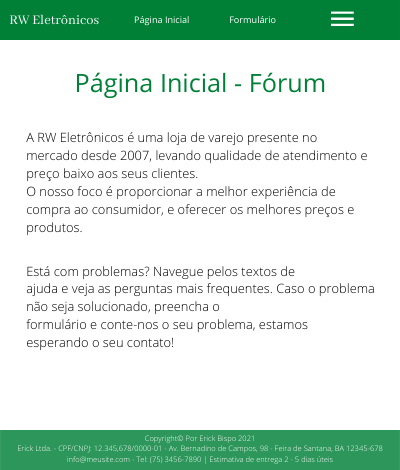 RW Eletrônicos
Página Inicial
Formulário
Página Inicial - Fórum
A RW Eletrônicos é uma loja de varejo presente no
mercado desde 2007, levando qualidade de atendimento e
preço baixo aos seus clientes.
O nosso foco é proporcionar a melhor experiência de
compra ao consumidor, e oferecer os melhores preços e
produtos.
Está com problemas? Navegue pelos textos de
ajuda e veja as perguntas mais frequentes. Caso o problema
não seja solucionado, preencha o
formulário e conte-nos o seu problema, estamos
esperando o seu contato!
Copyright© Por Erick Bispo 2021
Erick Ltda. - CPF/CNPJ: 12.345,678/0000-01 - Av. Bernadino de Campos, 98 - Feira de Santana, BA 12345-678
info@meusite.com - Tel: (75) 3456-7890 | Estimativa de entrega 2 - 5 dias úteis